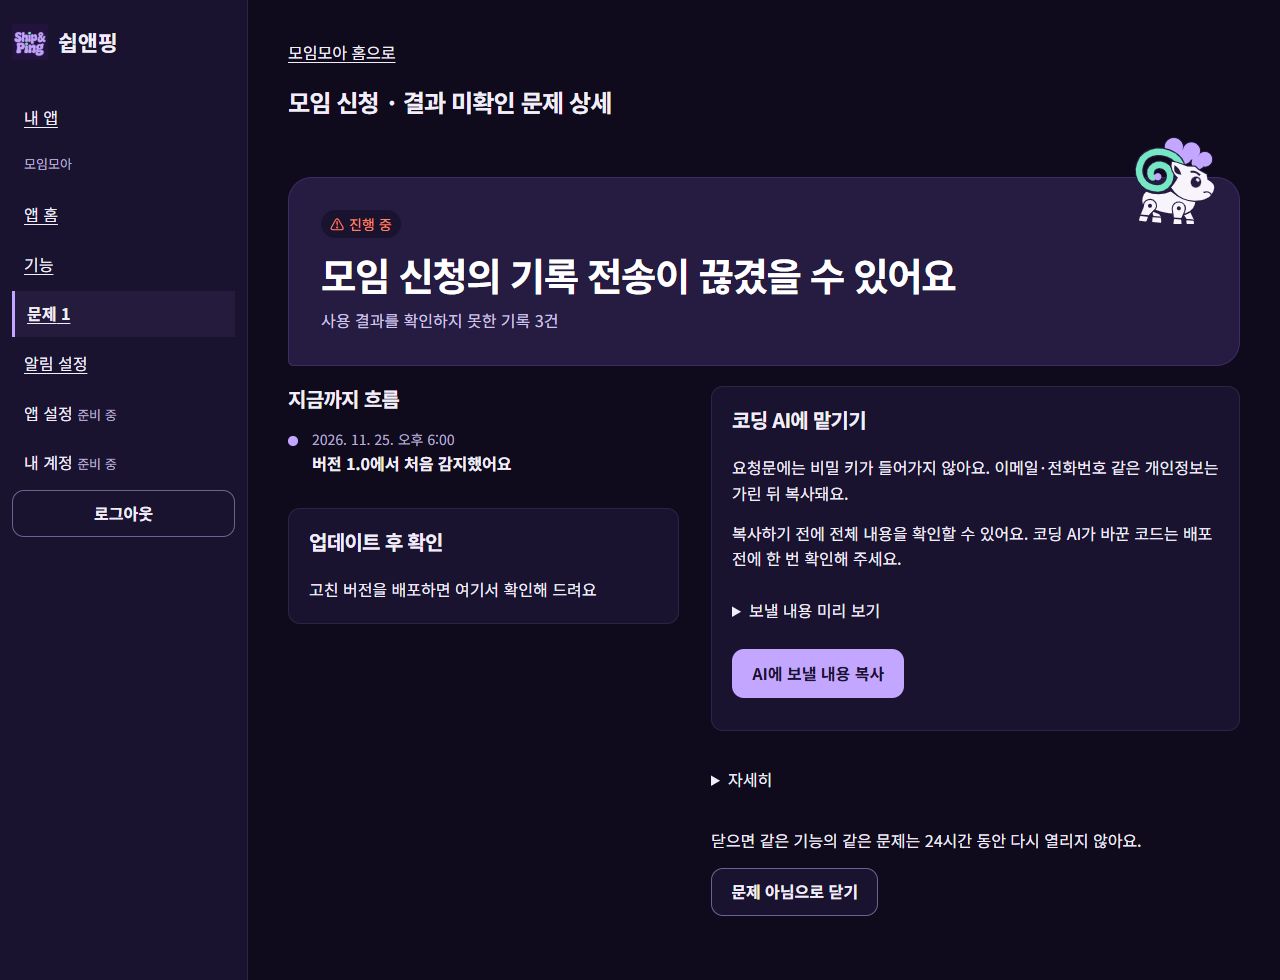 Ship&
Ping
쉽앤핑
내 앱
모임모아
앱 홈
기능
문제 1
알림 설정
앱 설정 준비 중
내 계정 준비 중
로그아웃
모임모아 홈으로
모임 신청 · 결과 미확인 문제 상세
진행 중
모임 신청의 기록 전송이 끊겼을 수 있어요
사용 결과를 확인하지 못한 기록 3건
지금까지 흐름
2026. 11. 25. 오후 6:00
버전 1.0에서 처음 감지했어요
업데이트 후 확인
고친 버전을 배포하면 여기서 확인해 드려요
코딩 AI에 맡기기
요청문에는 비밀 키가 들어가지 않아요. 이메일·전화번호 같은 개인정보는
가린 뒤 복사돼요.
복사하기 전에 전체 내용을 확인할 수 있어요. 코딩 AI가 바꾼 코드는 배포
전에 한 번 확인해 주세요.
보낼 내용 미리 보기
AI에 보낼 내용 복사
자세히
닫으면 같은 기능의 같은 문제는 24시간 동안 다시 열리지 않아요.
문제 아님으로 닫기